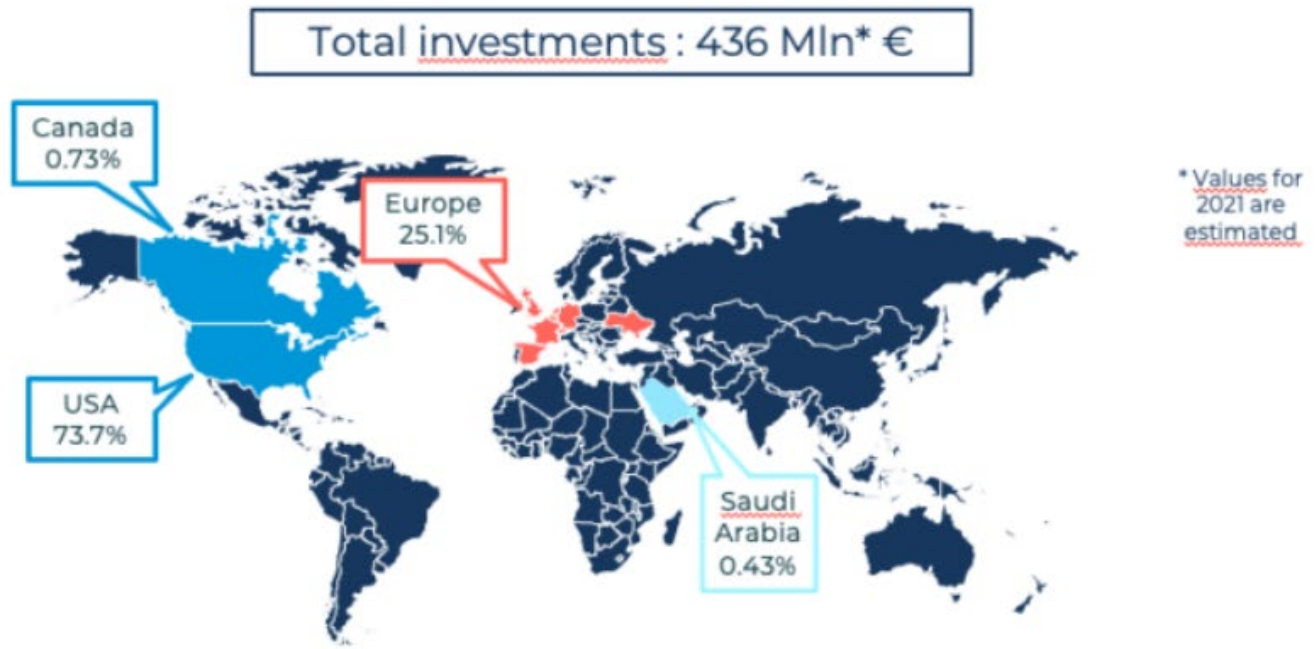 Total investments : 436 Mln* €
Canada
0.73%
Europe
25.1%
* Values for
2021 are
estimated
USA
73.7%
Saudi
Arabia
0.43%